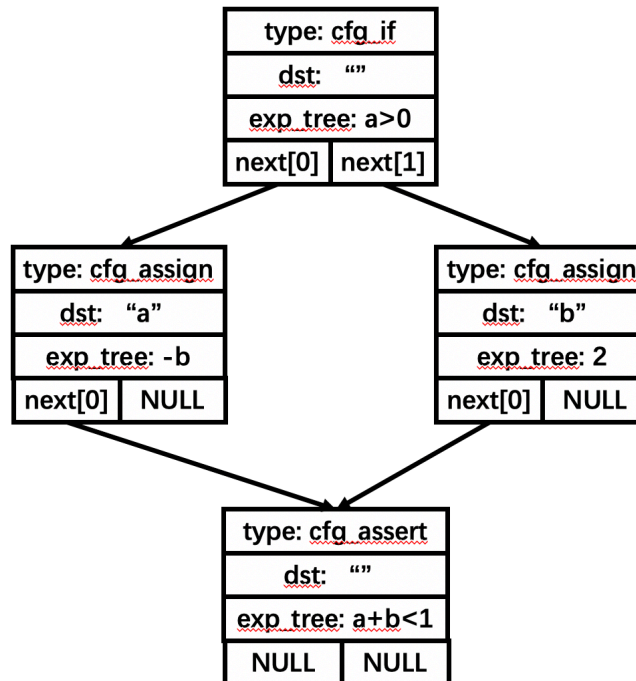 type: cfg_if
dst: “”
exp_tree: a>0
next[0] next[1]
type: cfg_assign
dst: “a”
exp_tree: -b
next[0] NULL
type: cfg_assign
dst: “b”
exp_tree: 2
next[0] NULL
type: cfg_assert
dst: “”
exp_tree: a+b<1
NULL NULL